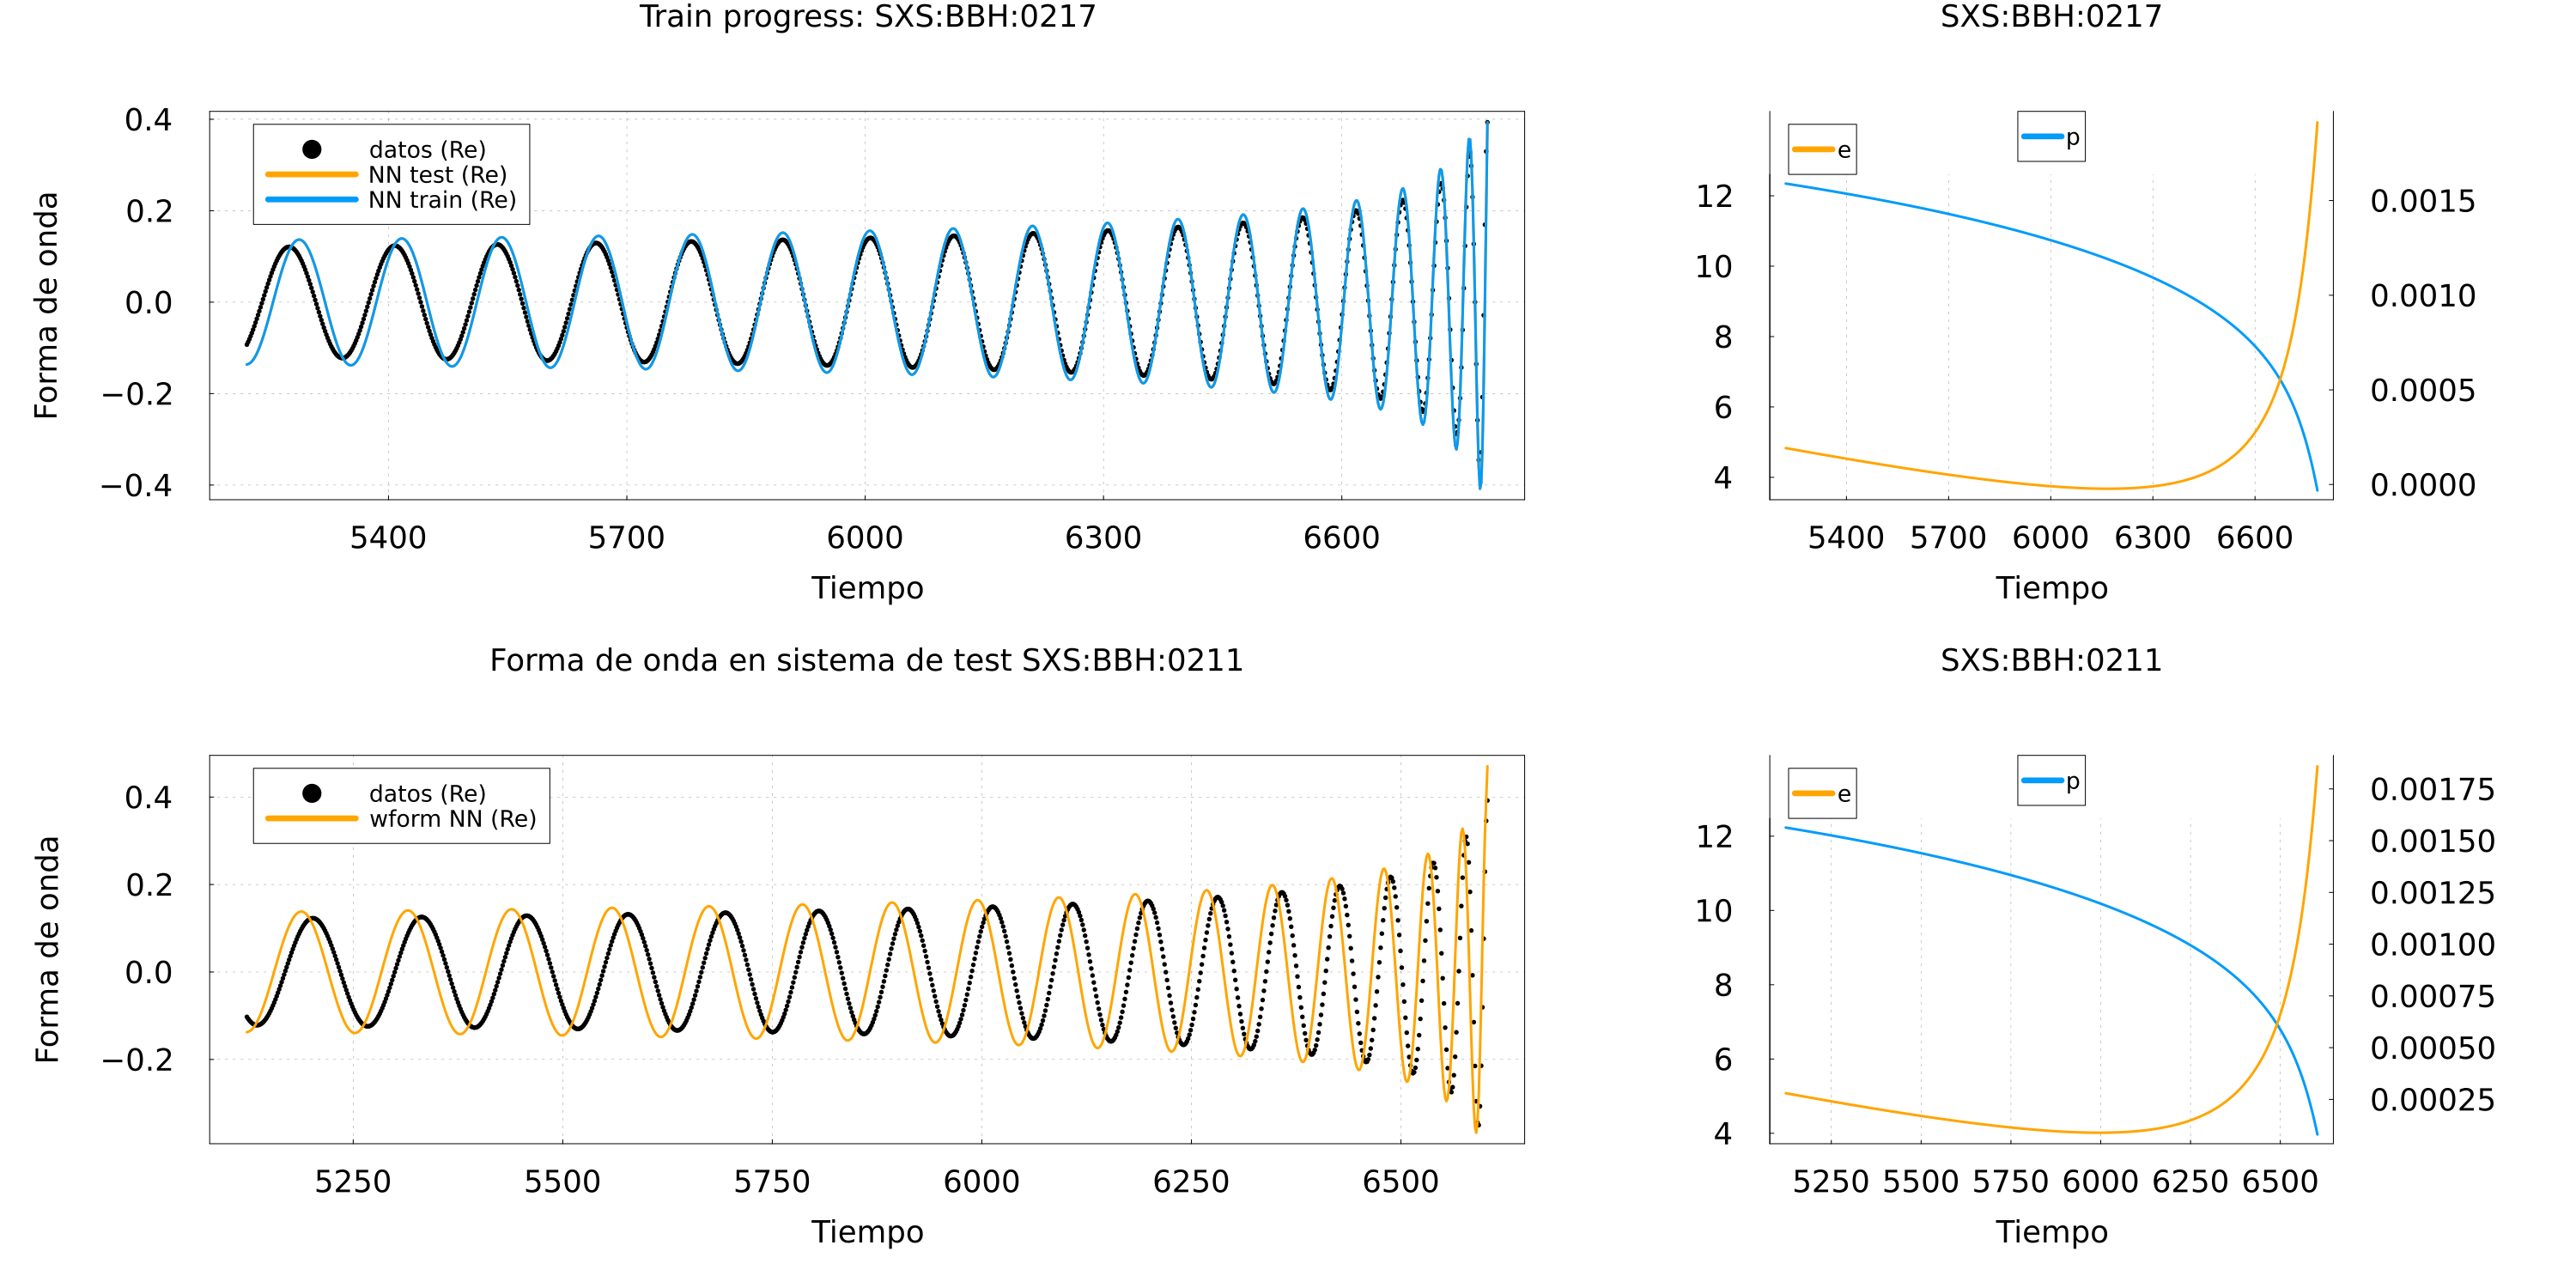 Train progress: SXS:BBH:0217
0.4
0.2
0.0
−0.2
−0.4
Forma de onda
datos (Re)
NN test (Re)
NN train (Re)
5400 5700 6000 6300 6600
Tiempo
SXS:BBH:0217
e
p
12
10
8
6
4
0.0015
0.0010
0.0005
0.0000
5400 5700 6000 6300 6600
Tiempo
Forma de onda en sistema de test SXS:BBH:0211
0.4
0.2
0.0
−0.2
Forma de onda
datos (Re)
wform NN (Re)
5250 5500 5750 6000 6250 6500
Tiempo
SXS:BBH:0211
e
p
12
10
8
6
4
0.00175
0.00150
0.00125
0.00100
0.00075
0.00050
0.00025
5250 5500 5750 6000 6250 6500
Tiempo